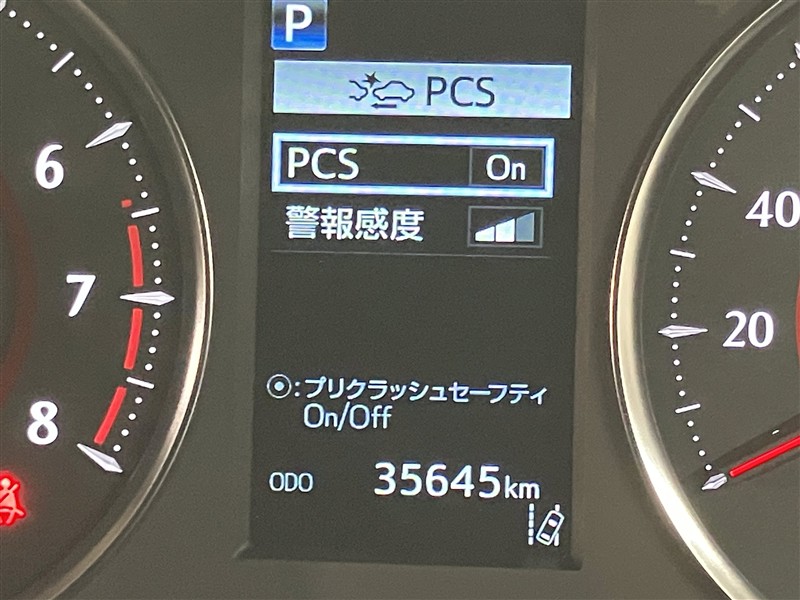 P
PCS
PCS On
警報感度
◉:プリクラッシュセーフティ
On/Off
ODO 35645km
6
7
8
40
20